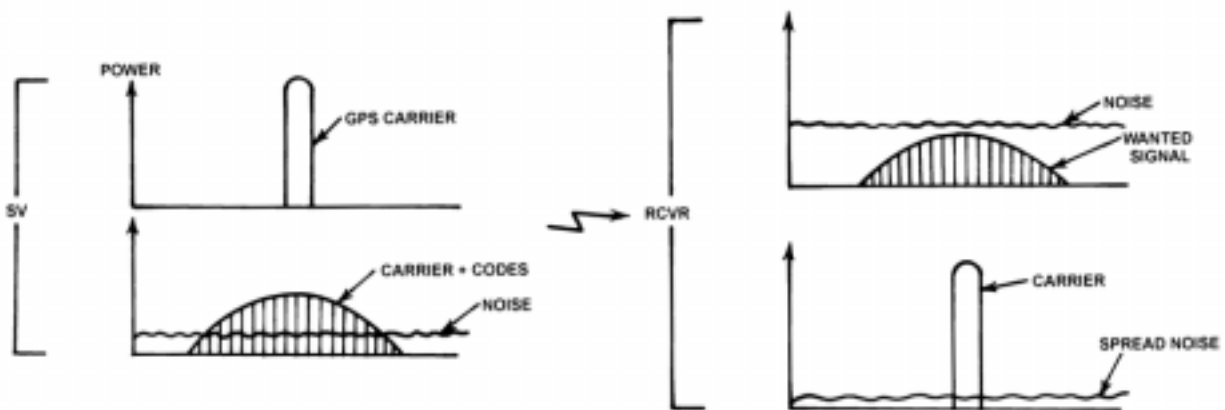 POWER
GPS CARRIER
SV
CARRIER + CODES
NOISE
RCVR
NOISE
WANTED
SIGNAL
CARRIER
SPREAD NOISE